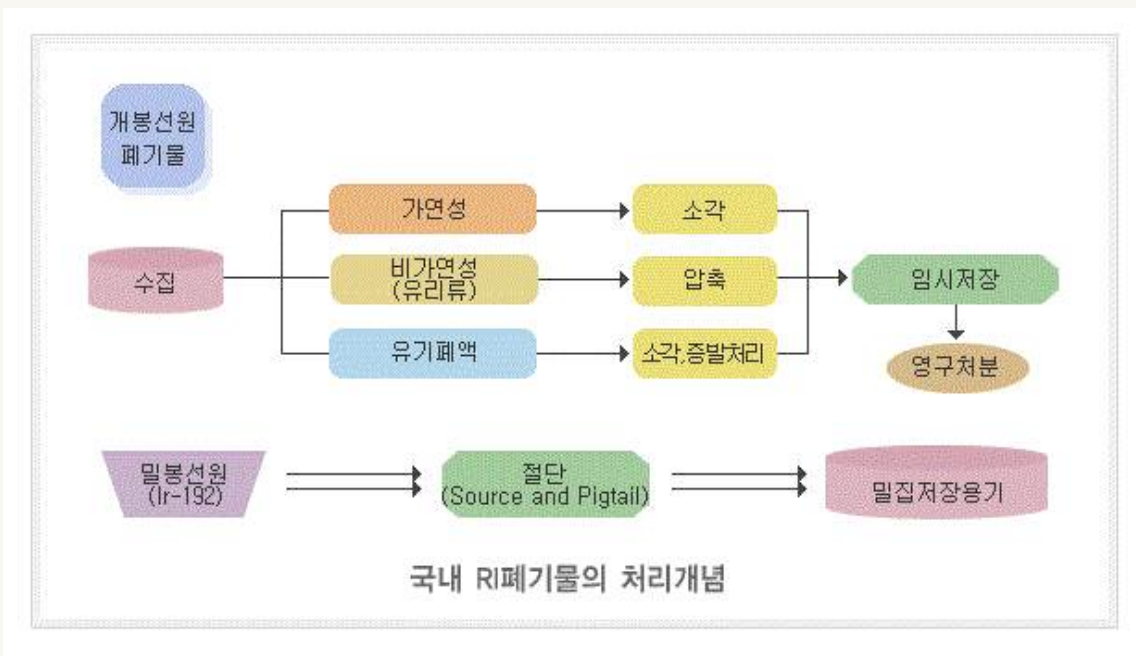 개봉선원
폐기물
가연성
소각
수집
비가연성
(유리류)
압축
임시저장
유기폐액
소각,증발처리
영구처분
밀봉선원
(Ir-192)
절단
(Source and Pigtail)
밀집저장용기
국내 RI폐기물의 처리개념